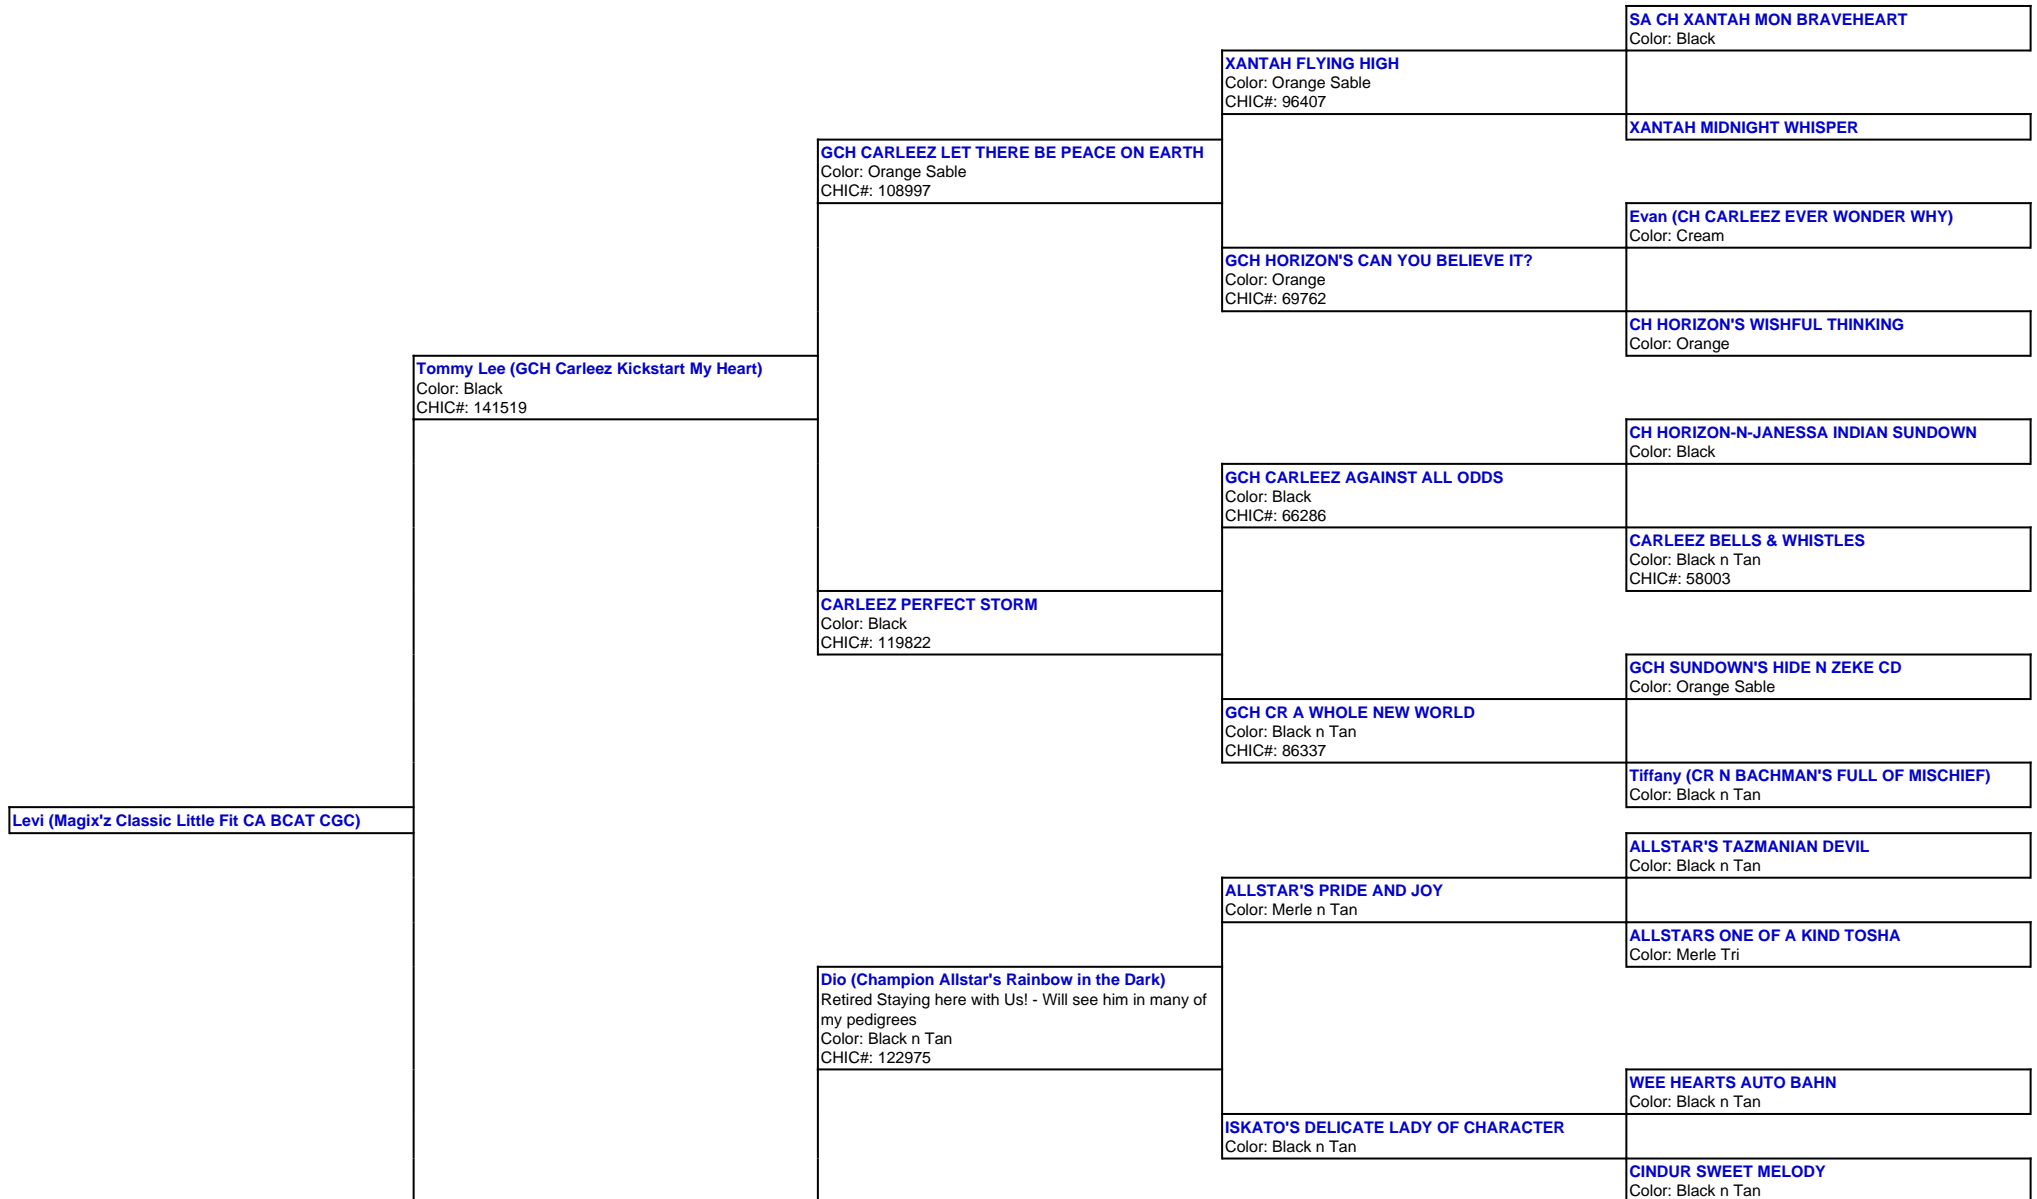 SA CH XANTAH MON BRAVEHEART
Color: Black
XANTAH FLYING HIGH
Color: Orange Sable
CHIC#: 96407
XANTAH MIDNIGHT WHISPER
GCH CARLEEZ LET THERE BE PEACE ON EARTH
Color: Orange Sable
CHIC#: 108997
Evan (CH CARLEEZ EVER WONDER WHY)
Color: Cream
GCH HORIZON'S CAN YOU BELIEVE IT?
Color: Orange
CHIC#: 69762
CH HORIZON'S WISHFUL THINKING
Color: Orange
Tommy Lee (GCH Carleez Kickstart My Heart)
Color: Black
CHIC#: 141519
CH HORIZON-N-JANESSA INDIAN SUNDOWN
Color: Black
GCH CARLEEZ AGAINST ALL ODDS
Color: Black
CHIC#: 66286
CARLEEZ BELLS & WHISTLES
Color: Black n Tan
CHIC#: 58003
CARLEEZ PERFECT STORM
Color: Black
CHIC#: 119822
GCH SUNDOWN'S HIDE N ZEKE CD
Color: Orange Sable
GCH CR A WHOLE NEW WORLD
Color: Black n Tan
CHIC#: 86337
Tiffany (CR N BACHMAN'S FULL OF MISCHIEF)
Color: Black n Tan
Levi (Magix'z Classic Little Fit CA BCAT CGC)
ALLSTAR'S TAZMANIAN DEVIL
Color: Black n Tan
ALLSTAR'S PRIDE AND JOY
Color: Merle n Tan
ALLSTARS ONE OF A KIND TOSHA
Color: Merle Tri
Dio (Champion Allstar's Rainbow in the Dark)
Retired Staying here with Us! - Will see him in many of
my pedigrees
Color: Black n Tan
CHIC#: 122975
WEE HEARTS AUTO BAHN
Color: Black n Tan
ISKATO'S DELICATE LADY OF CHARACTER
Color: Black n Tan
CINDUR SWEET MELODY
Color: Black n Tan